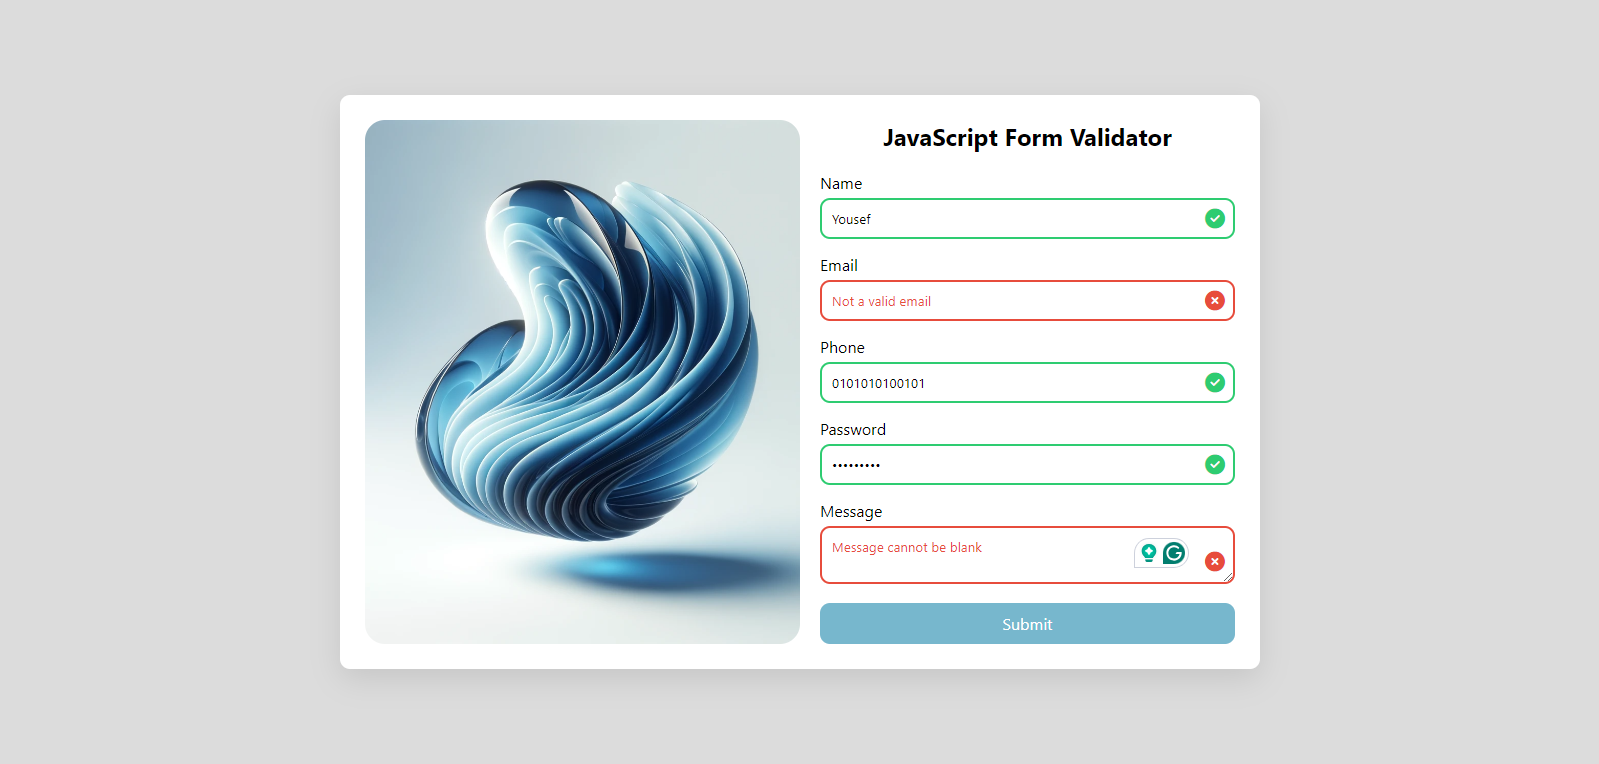 JavaScript Form Validator
Name
Yousef
Email
Not a valid email
Phone
0101010100101
Password
•••••••••
Message
Message cannot be blank
Submit